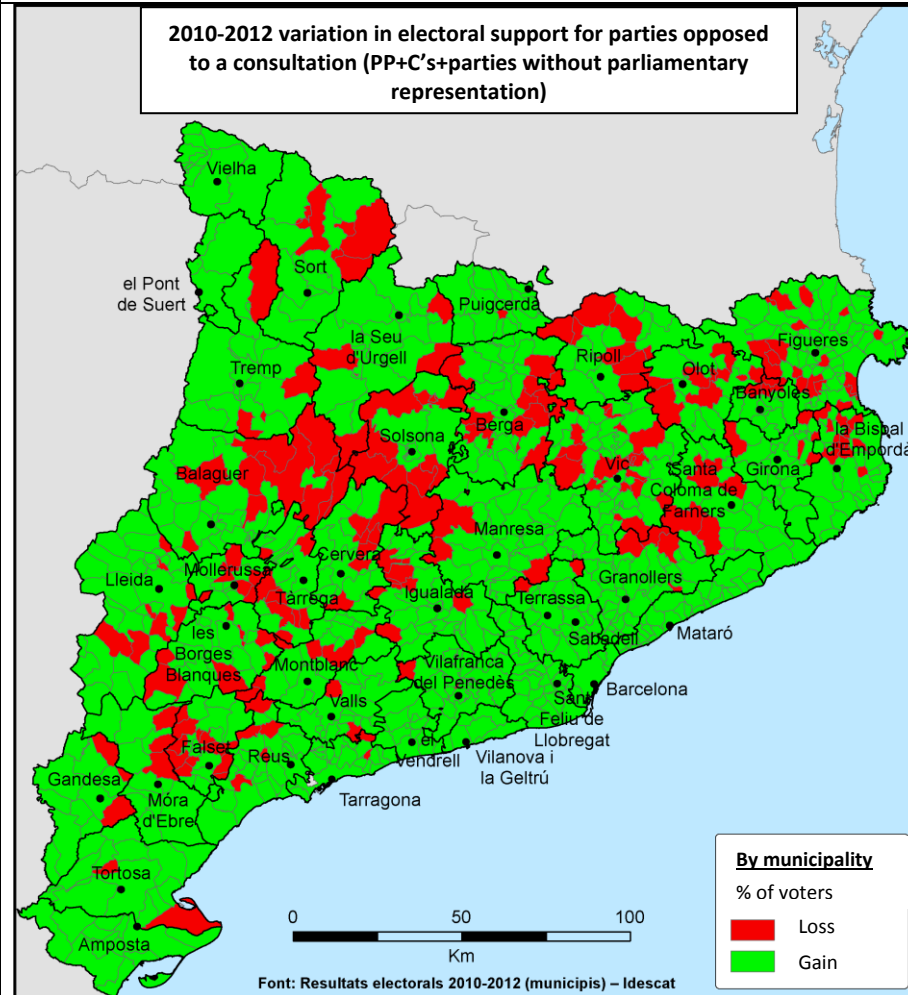 2010-2012 variation in electoral support for parties opposed
to a consultation (PP+C's+parties without parliamentary
representation)
Vielha
el Pont
de Suert
Sort
Puigcerdà
la Seu
d'Urgell
Tremp
Ripoll
Olot
Figueres
Banyoles
Berga
Solsona
la Bisbal
d'Empordà
Balaguer
Vic
Santa
Coloma de
Farners
Girona
Manresa
Cervera
Mollerussa
Lleida
Tàrrega
Igualada
Granollers
Terrassa
Sabadell
Mataró
les
Borges
Blanques
Montblanc
Vilafranca
del Penedès
Barcelona
Valls
Sant
Feliu de
Llobregat
Falset
Reus
el
Vendrell
Vilanova i
la Geltrú
Gandesa
Móra
d'Ebre
Tarragona
Tortosa
Amposta
0 50 100
Km
Font: Resultats electorals 2010-2012 (municipis) – Idescat
By municipality
% of voters
Loss
Gain